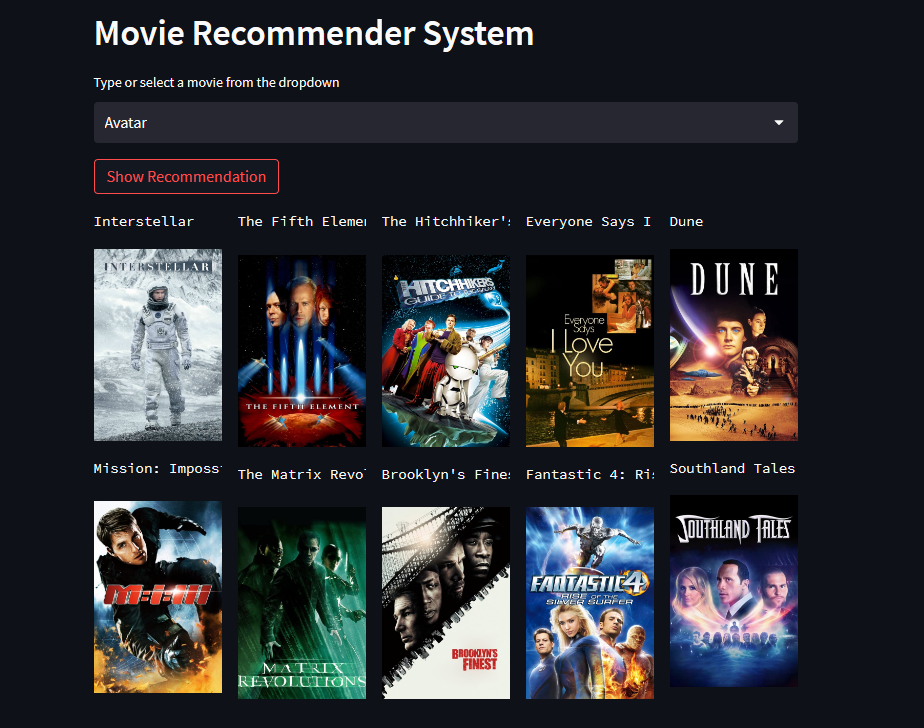 Movie Recommender System
Type or select a movie from the dropdown
Avatar
Show Recommendation
Interstellar
The Fifth Elemen
The Hitchhiker's
Everyone Says I
Dune
INTERSTELLAR
THE FIFTH ELEMENT
HITCHHIKERS
GUIDE TO THE GALAXY
Everyone
Says
I Love
You
DUNE
Mission: Imposs
The Matrix Revol
Brooklyn's Fines
Fantastic 4: Ris
Southland Tales
M:i:III
MATRIX
REVOLUTIONS
BROOKLYN'S
FINEST
FANTASTIC 4
RISE OF THE
SILVER SURFER
SOUTHLAND TALES